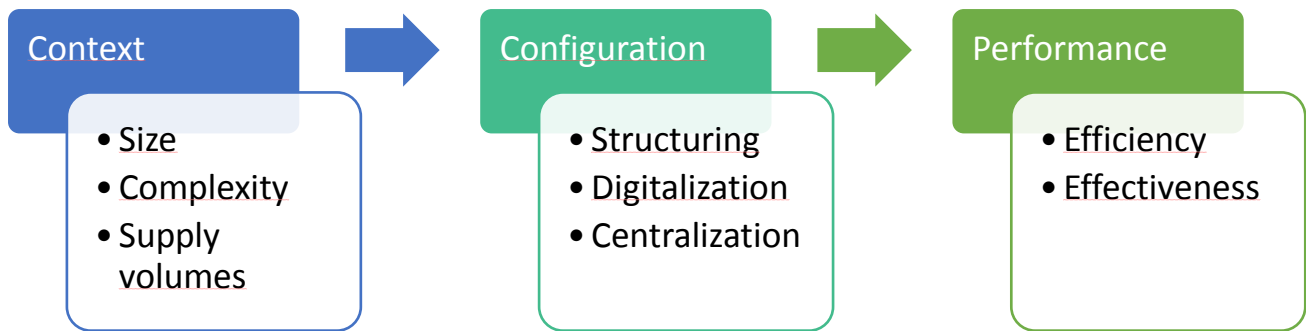 Context
• Size
• Complexity
• Supply
volumes
Configuration
• Structuring
• Digitalization
• Centralization
Performance
• Efficiency
• Effectiveness